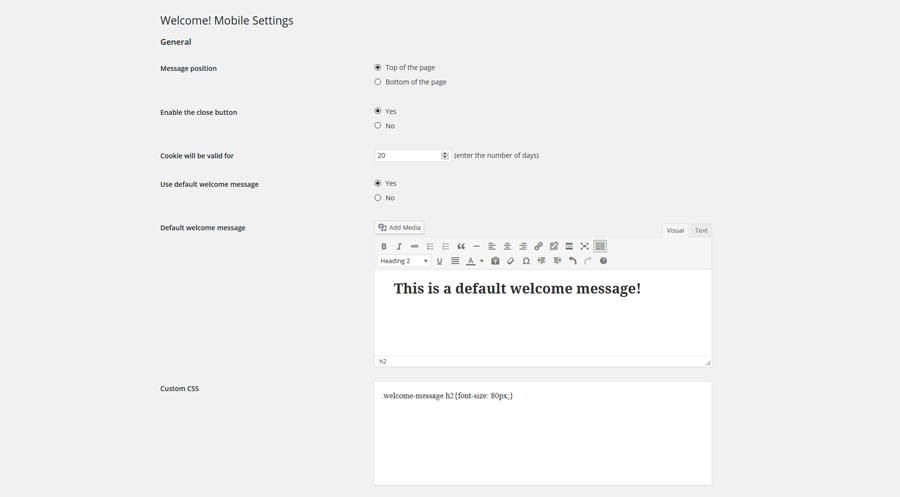 Welcome! Mobile Settings
General
Message position
Top of the page
Bottom of the page
Enable the close button
Yes
No
Cookie will be valid for
20 (enter the number of days)
Use default welcome message
Yes
No
Default welcome message
Add Media
Visual Text
B I ABC
Heading 2 U A Ω
This is a default welcome message!
h2
Custom CSS
.welcome-message h2{font-size: 80px;}